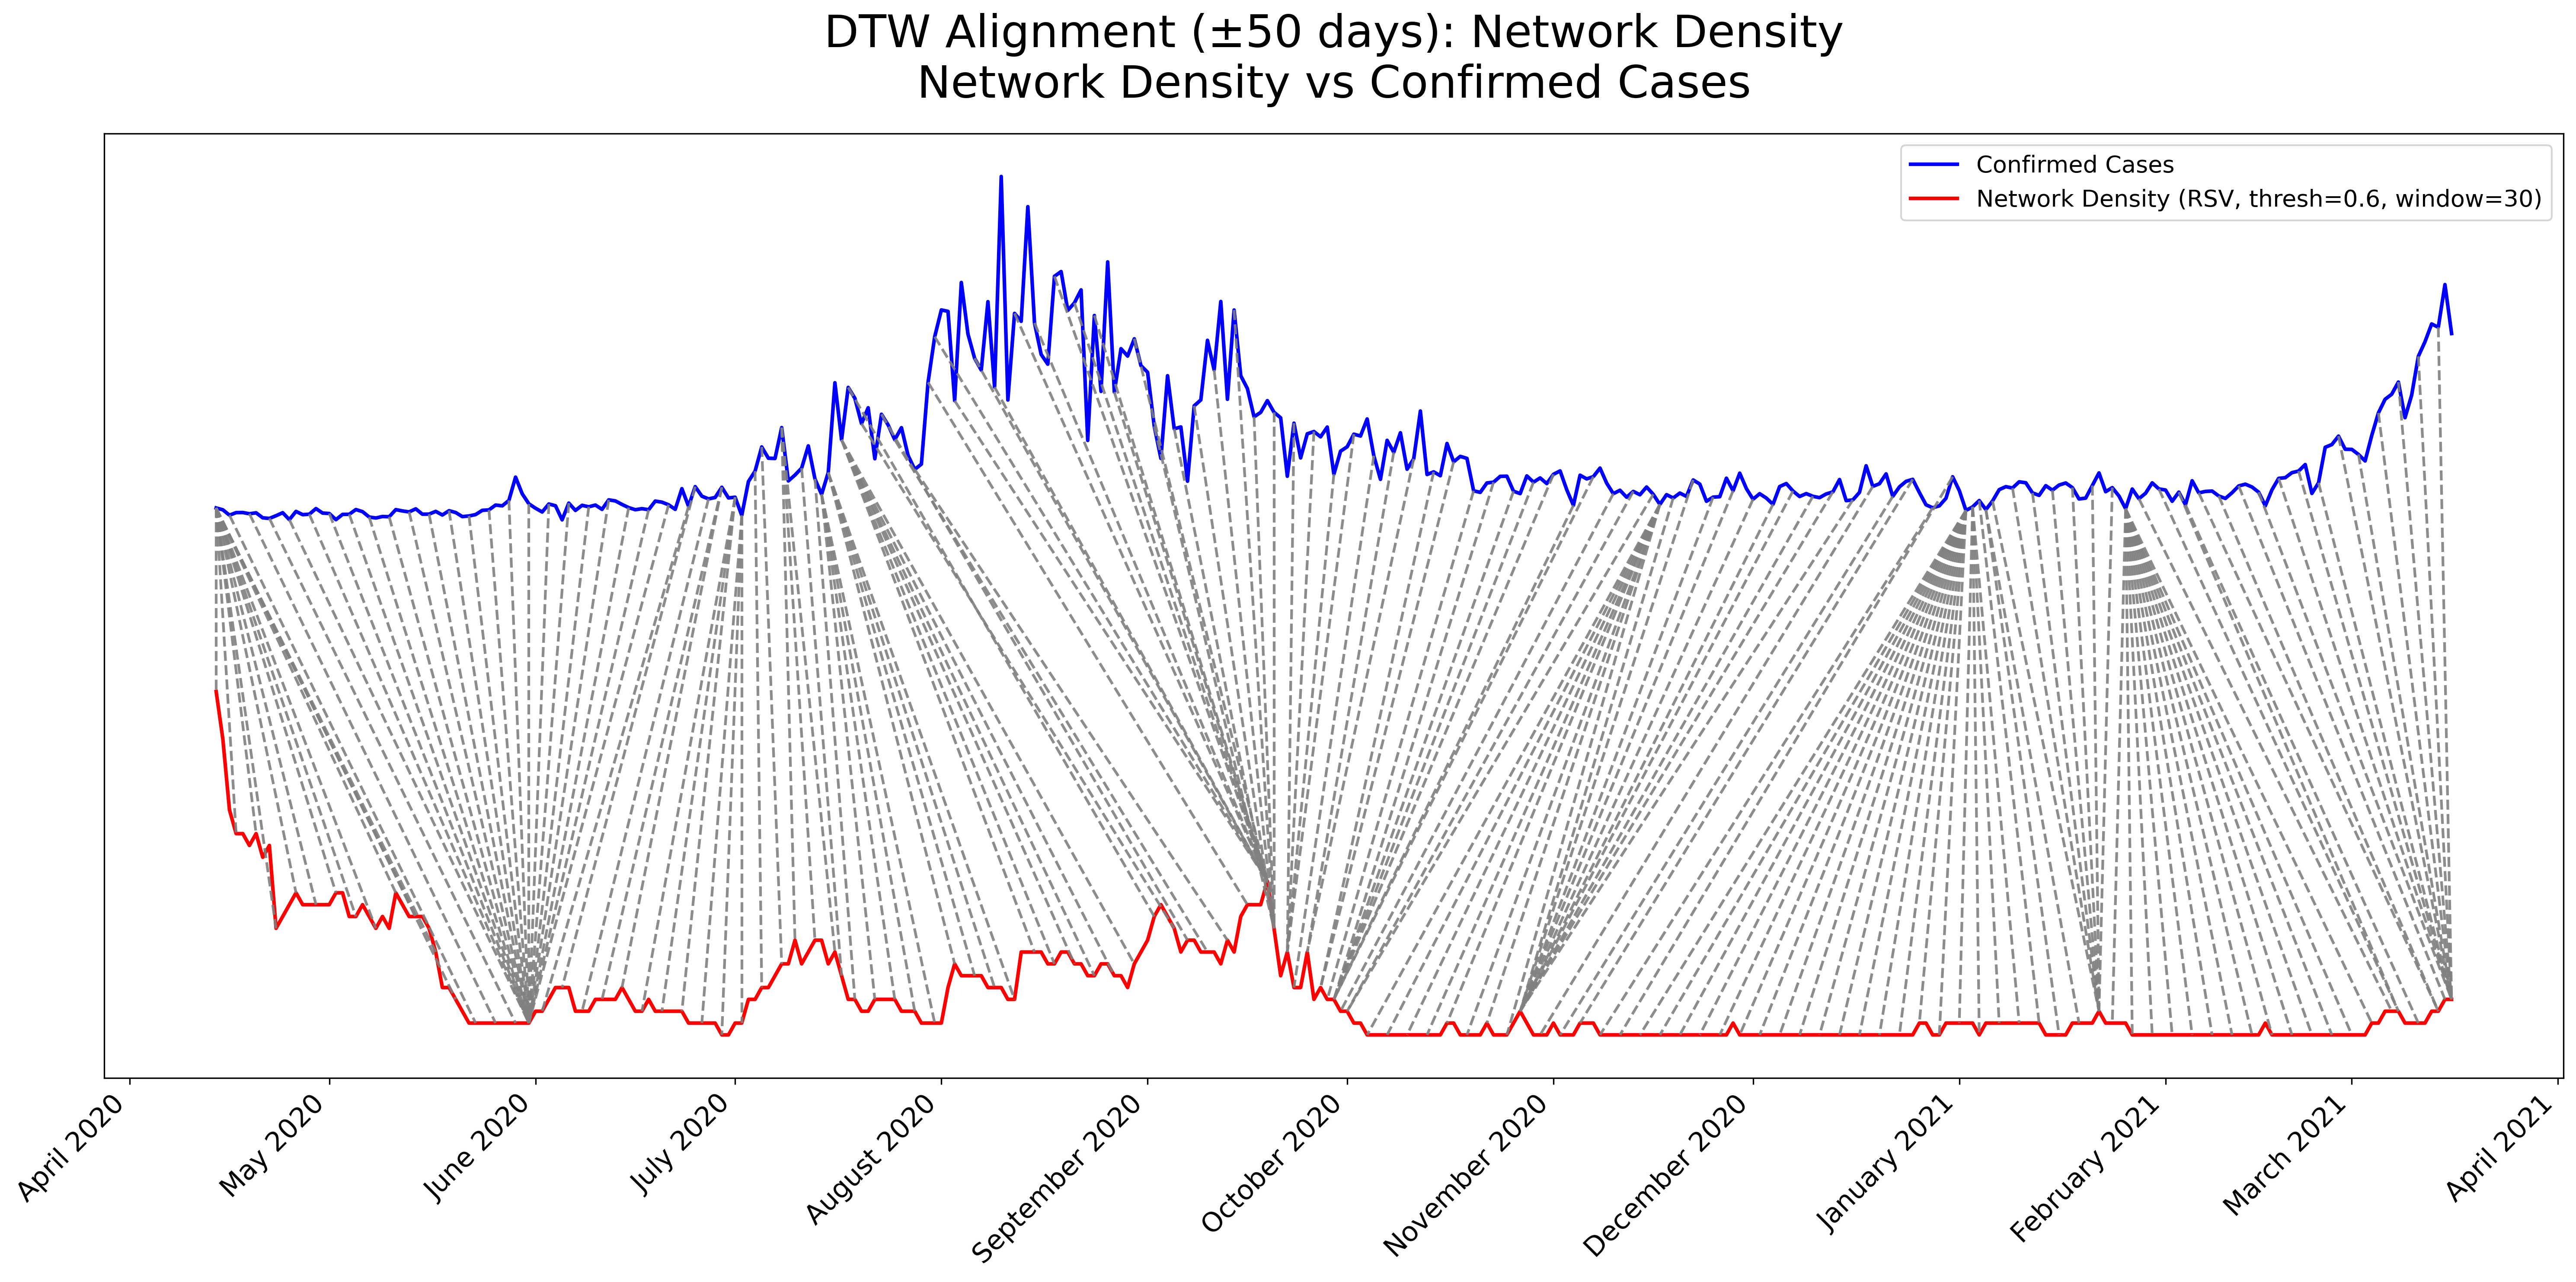 DTW Alignment (±50 days): Network Density
Network Density vs Confirmed Cases
Confirmed Cases
Network Density (RSV, thresh=0.6, window=30)
April 2020
May 2020
June 2020
July 2020
August 2020
September 2020
October 2020
November 2020
December 2020
January 2021
February 2021
March 2021
April 2021